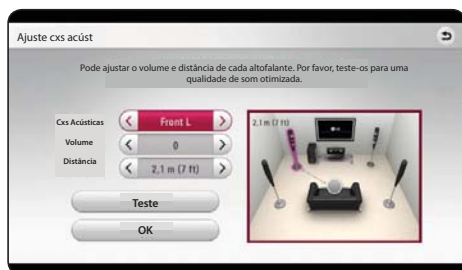 Ajuste cxs acúst
Pode ajustar o volume e distância de cada altofalante. Por favor, teste-os para uma
qualidade de som otimizada.
Cxs Acústicas
Front L
Volume
0
Distância
2,1 m (7 ft)
2,1 m (7 ft)
Teste
OK